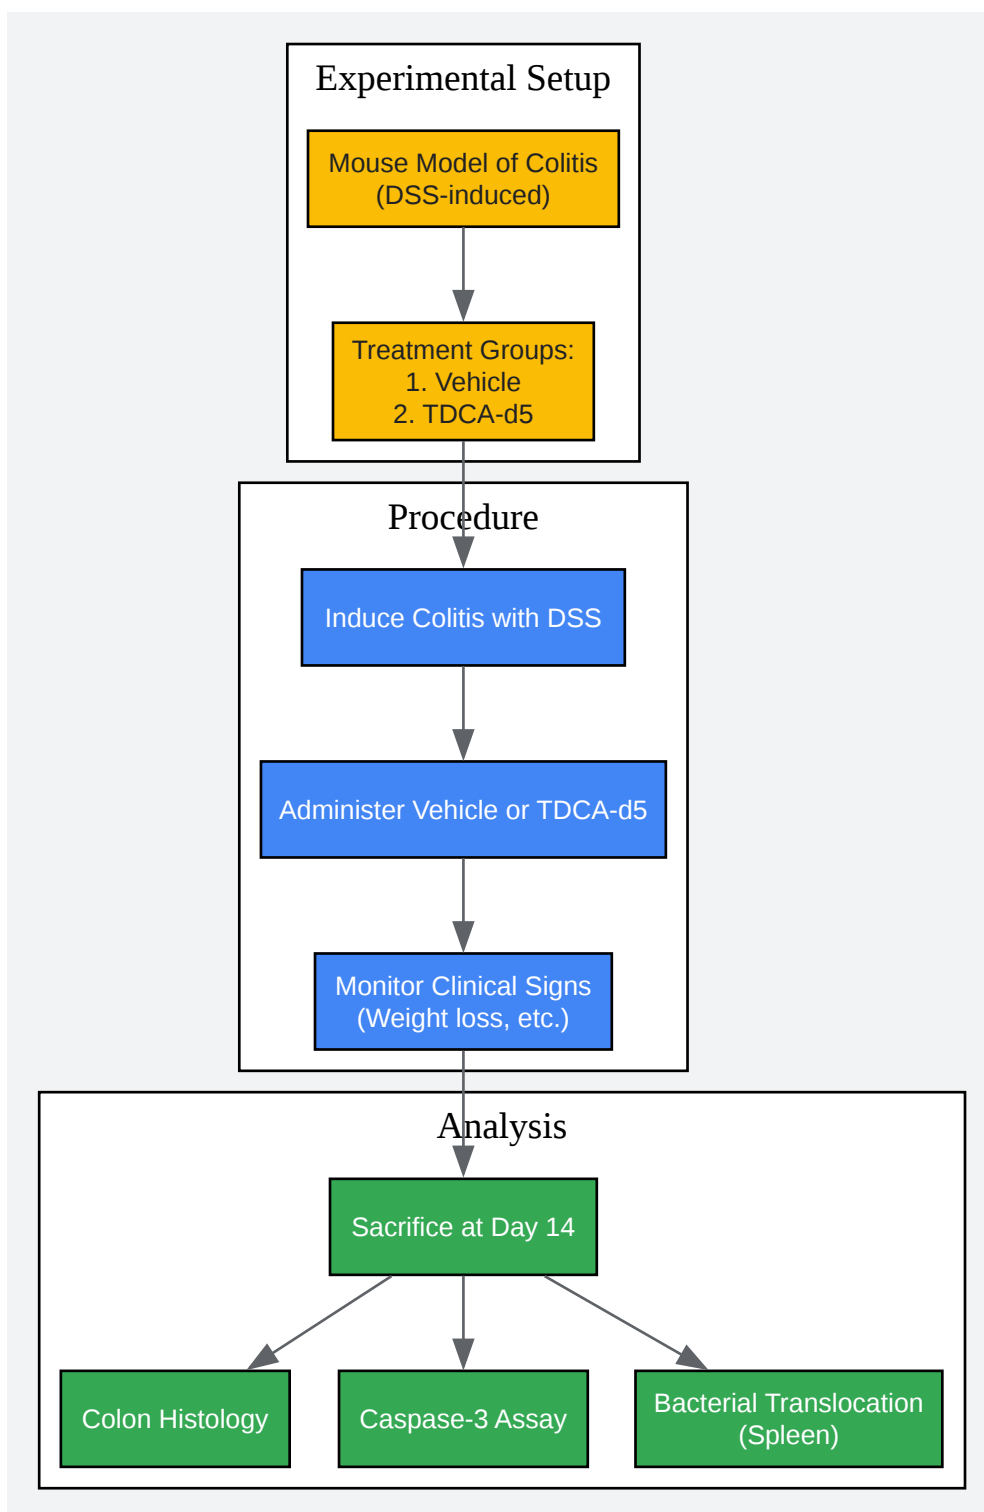 Experimental Setup
Mouse Model of Colitis
(DSS-induced)
Treatment Groups:
1. Vehicle
2. TDCA-d5
Procedure
Induce Colitis with DSS
Administer Vehicle or TDCA-d5
Monitor Clinical Signs
(Weight loss, etc.)
Analysis
Sacrifice at Day 14
Colon Histology
Caspase-3 Assay
Bacterial Translocation
(Spleen)